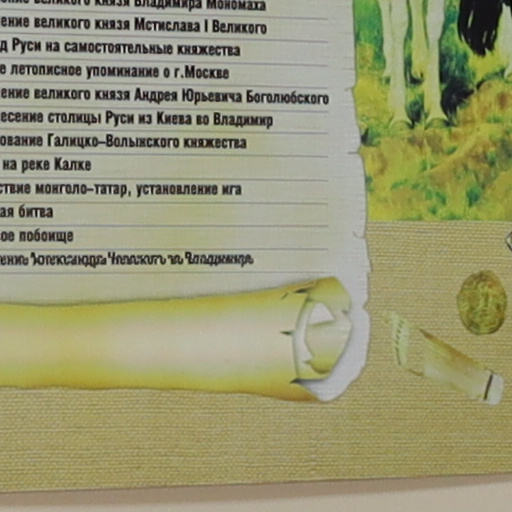 ение великого князя Владимира Мономаха
ение великого князя Мстислава I Великого
д Руси на самостоятельные княжества
е летописное упоминание о г.Москве
ение великого князя Андрея Юрьевича Боголюбского
есение столицы Руси из Киева во Владимир
ование Галицко–Волынского княжества
на реке Калке
ствие монголо–татар, установление ига
ая битва
ое побоище